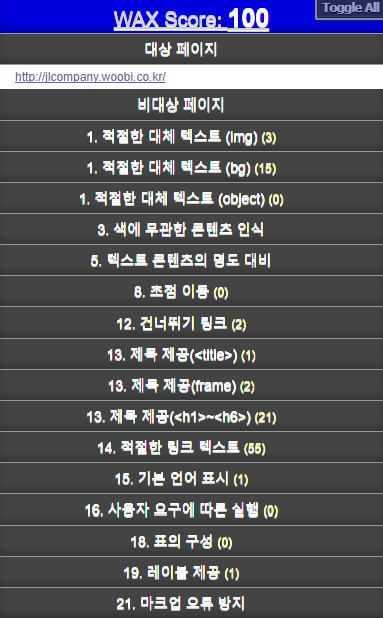 Toggle All
WAX Score: 100
대상 페이지
http://jlcompany.woobi.co.kr/
비대상 페이지
1. 적절한 대체 텍스트 (img) (3)
1. 적절한 대체 텍스트 (bg) (15)
1. 적절한 대체 텍스트 (object) (0)
3. 색에 무관한 콘텐츠 인식
5. 텍스트 콘텐츠의 명도 대비
8. 초점 이동 (0)
12. 건너뛰기 링크 (2)
13. 제목 제공(<title>) (1)
13. 제목 제공(frame) (2)
13. 제목 제공(<h1>~<h6>) (21)
14. 적절한 링크 텍스트 (55)
15. 기본 언어 표시 (1)
16. 사용자 요구에 따른 실행 (0)
18. 표의 구성 (0)
19. 레이블 제공 (1)
21. 마크업 오류 방지